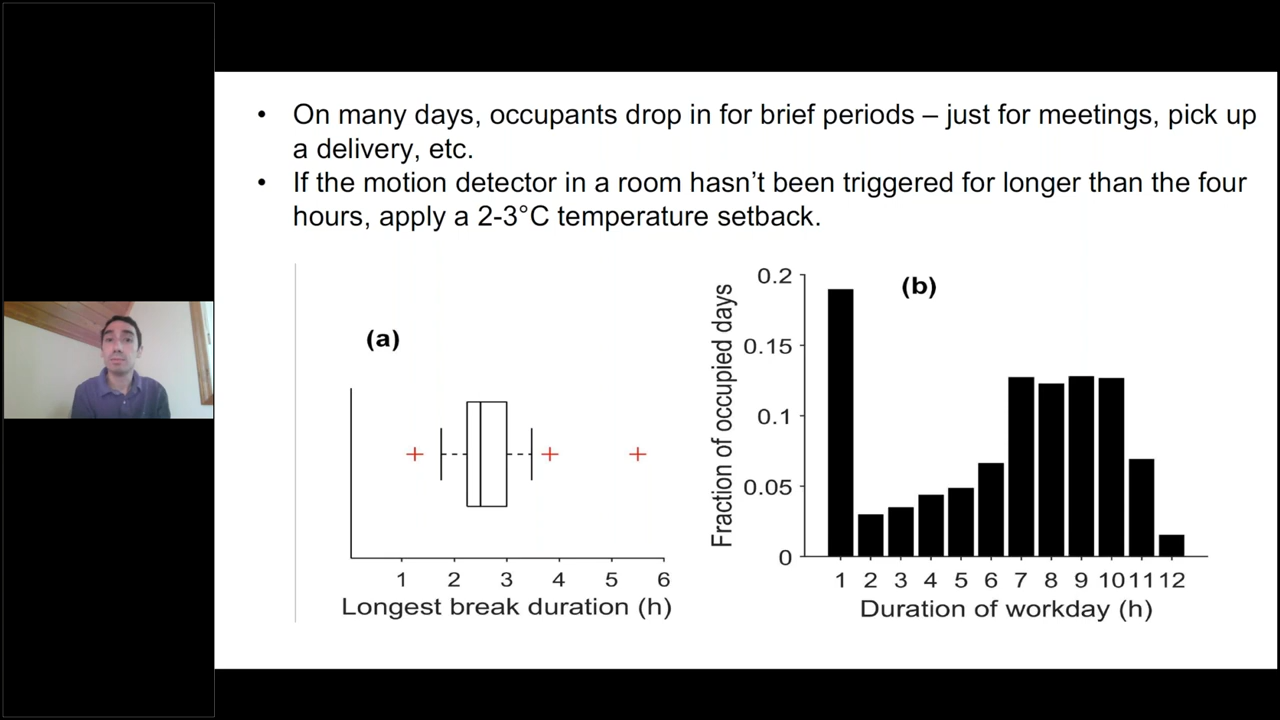 • On many days, occupants drop in for brief periods – just for meetings, pick up
a delivery, etc.
• If the motion detector in a room hasn’t been triggered for longer than the four
hours, apply a 2-3°C temperature setback.
(a)
1 2 3 4 5 6
Longest break duration (h)
(b)
Fraction of occupied days
0.2
0.15
0.1
0.05
0
1 2 3 4 5 6 7 8 9 10 11 12
Duration of workday (h)